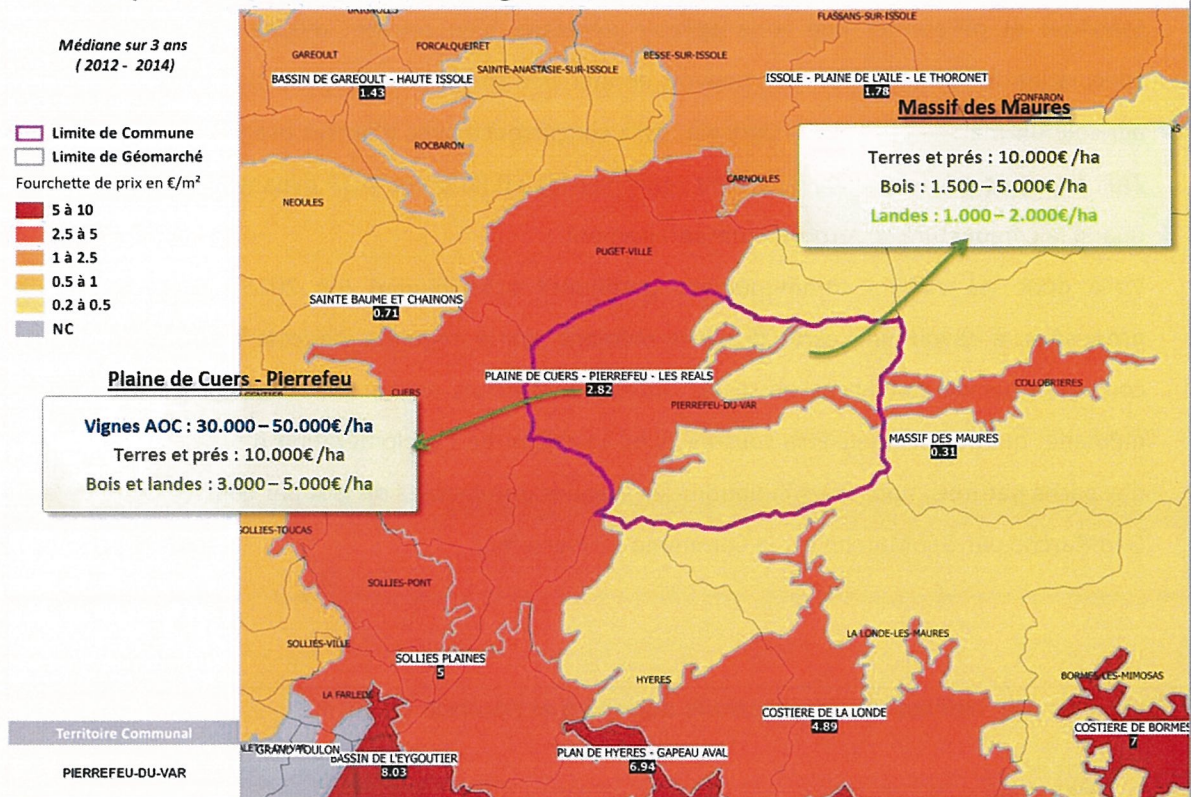 Médiane sur 3 ans
( 2012 - 2014)
Limite de Commune
Limite de Géomarché
Fourchette de prix en €/m²
5 à 10
2.5 à 5
1 à 2.5
0.5 à 1
0.2 à 0.5
NC
FLASSANS-SUR-ISSOLE
GAREOULT
FORCALQUEIRET
SAINTE-ANASTASIE-SUR-ISSOLE
BESSE-SUR-ISSOLE
BASSIN DE GAREOULT - HAUTE ISSOLE
1.43
ISSOLE - PLAINE DE L'AILE - LE THORONET
1.78
GONFARON
Massif des Maures
Terres et prés : 10.000€/ha
Bois : 1.500 – 5.000€/ha
Landes : 1.000 – 2.000€/ha
ROCBARON
CARNOULES
NEOULES
PUGET-VILLE
SAINTE BAUME ET CHAINONS
0.71
Plaine de Cuers - Pierrefeu
Vignes AOC : 30.000 – 50.000€/ha
Terres et prés : 10.000€/ha
Bois et landes : 3.000 – 5.000€/ha
CUERS
PLAINE DE CUERS - PIERREFEU - LES REALS
2.82
PIERREFEU-DU-VAR
COLLOBRIERES
MASSIF DES MAURES
0.31
OLLIES-TOUCAS
SOLLIES-PONT
SOLLIES-VILLE
SOLLIES PLAINES
5
LA LONDE-LES-MAURES
HYERES
BORMES-LES-MIMOSAS
LA FARLEDE
COSTIERE DE LA LONDE
4.89
COSTIERE DE BORMES
7
GRAND TOULON
BASSIN DE L'EYGOUTIER
8.03
PLAN DE HYERES - GAPEAU AVAL
6.94
Territoire Communal
PIERREFEU-DU-VAR